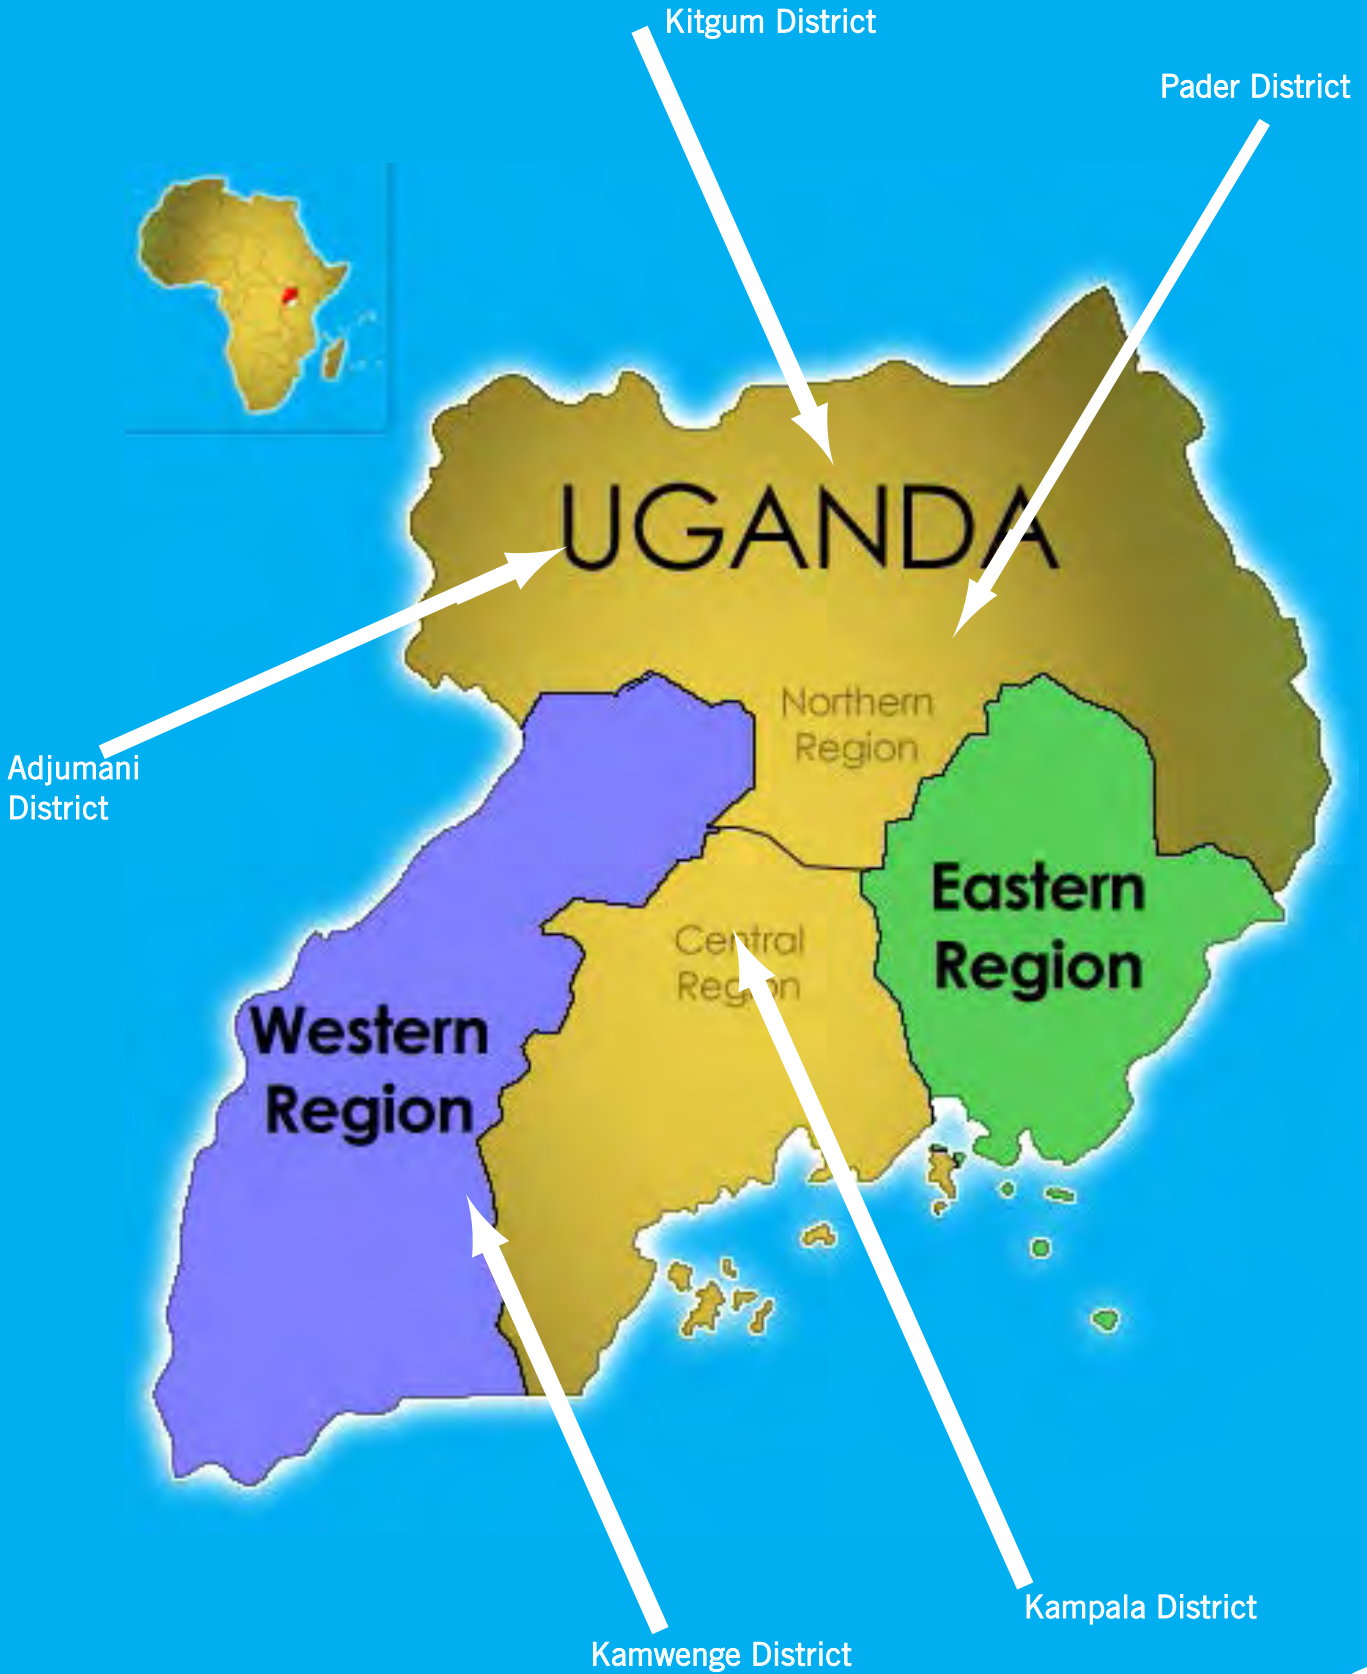 Kitgum District
Pader District
UGANDA
Northern
Region
Adjumani
District
Eastern
Region
Central
Region
Western
Region
Kampala District
Kamwenge District